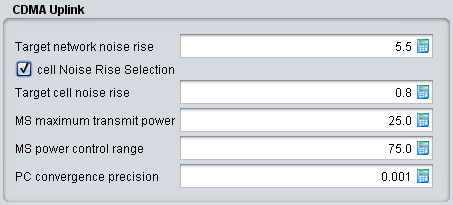 CDMA Uplink
Target network noise rise 5.5
cell Noise Rise Selection
Target cell noise rise 0.8
MS maximum transmit power 25.0
MS power control range 75.0
PC convergence precision 0.001